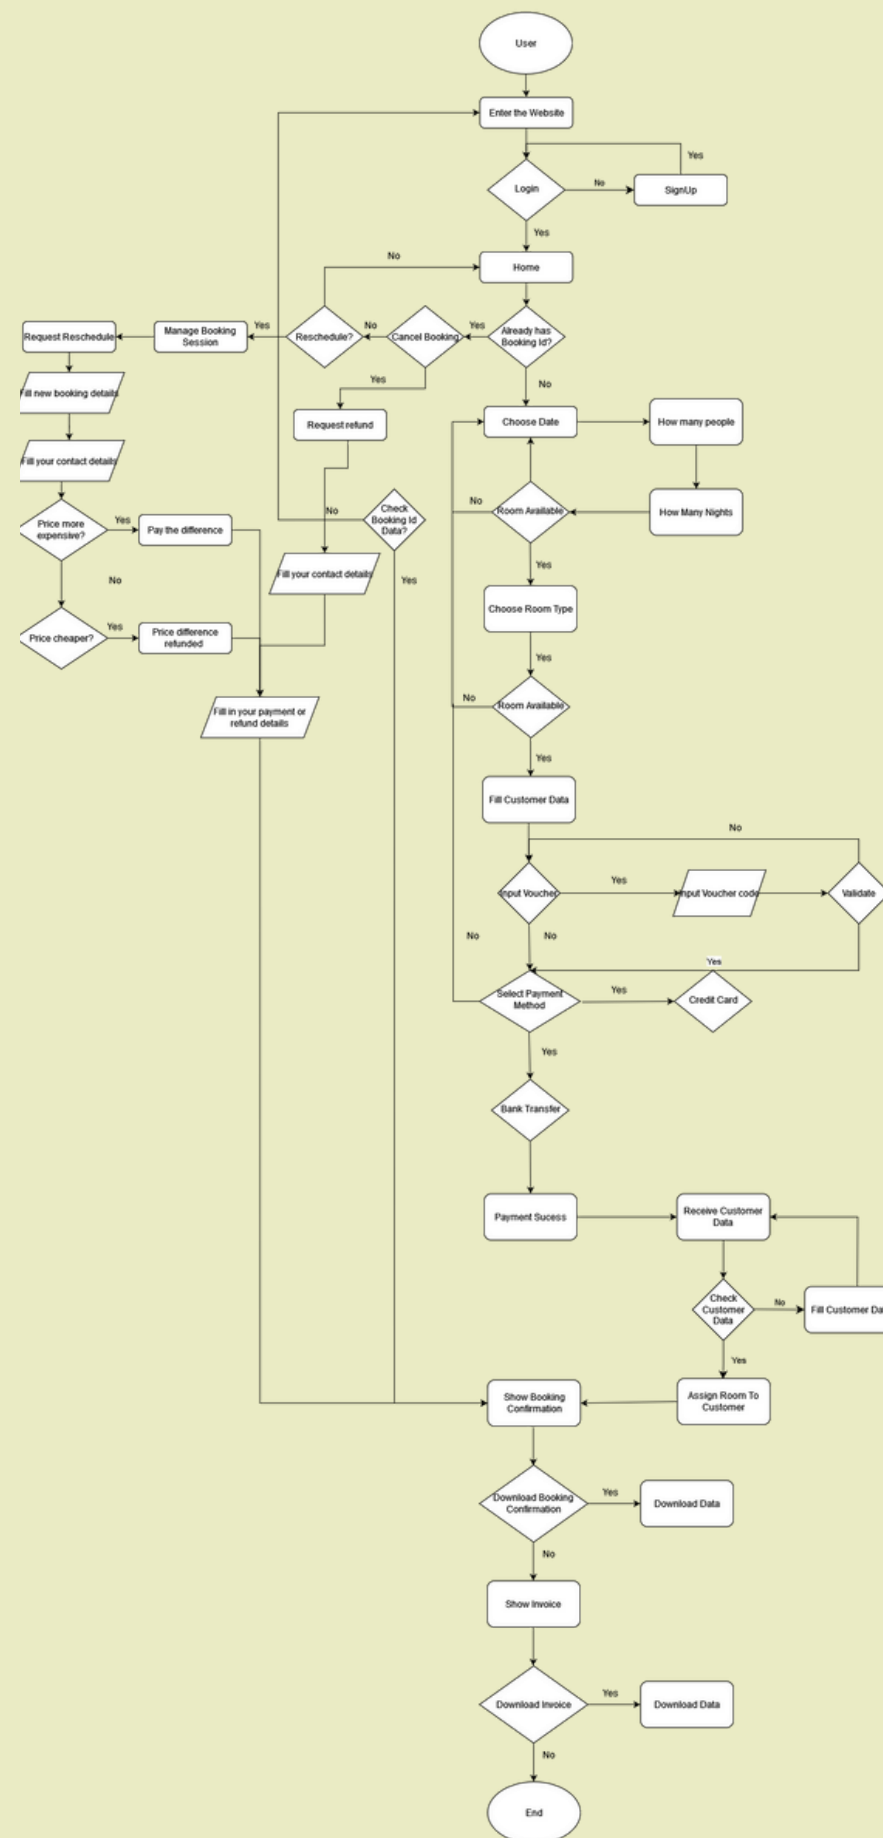 User
Enter the Website
Yes
Login
No
SignUp
Yes
No
Home
Request Reschedule
Manage Booking
Session
Yes
Reschedule?
No
Cancel Booking
Yes
Already has
Booking Id?
Yes
No
Fill new booking details
Request refund
Choose Date
How many people
Fill your contact details
Price more
expensive?
Yes
Pay the difference
No
Check
Booking Id
Data?
No
Room Available
How Many Nights
No
Fill your contact details
Yes
Yes
Choose Room Type
Price cheaper?
Yes
Price difference
refunded
Yes
Fill in your payment or
refund details
No
Room Available
Yes
Fill Customer Data
No
Input Voucher
Yes
Input Voucher code
Validate
No
No
Yes
Select Payment
Method
Yes
Credit Card
Yes
Bank Transfer
Payment Sucess
Receive Customer
Data
Check
Customer
Data
No
Fill Customer Da
Yes
Show Booking
Confirmation
Assign Room To
Customer
Download Booking
Confirmation
Yes
Download Data
No
Show Invoice
Download Invoice
Yes
Download Data
No
End